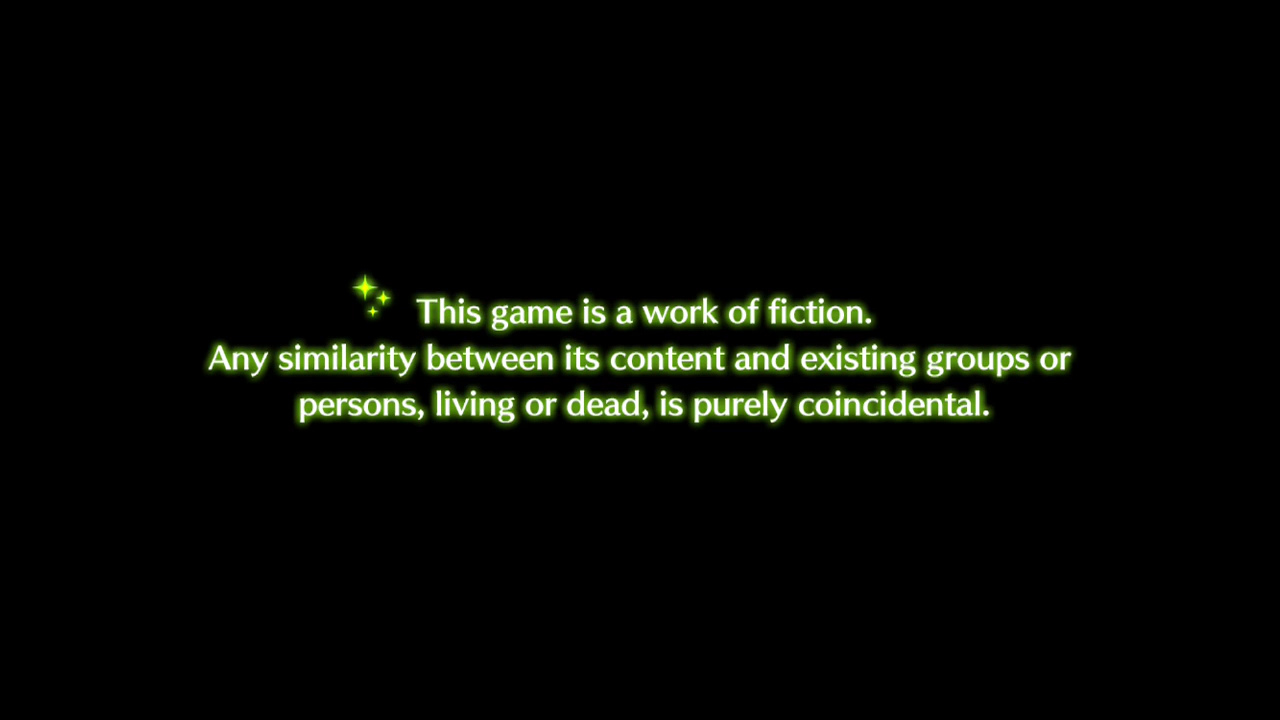 This game is a work of fiction.
Any similarity between its content and existing groups or
persons, living or dead, is purely coincidental.